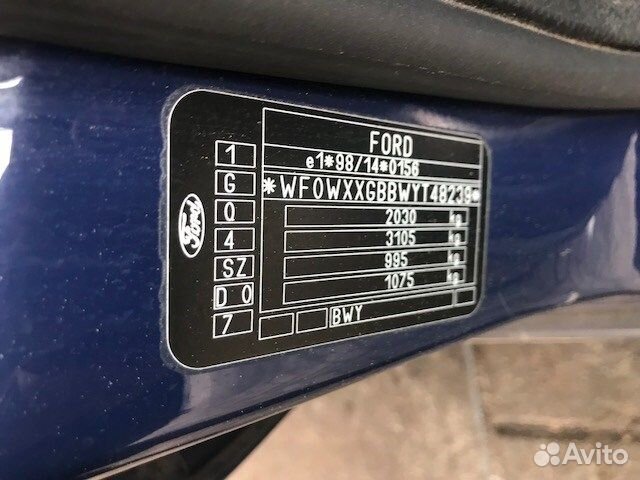 Ford
1
G
Q
4
SZ
D 0
7
FORD
e1*98/14*0156
*WF0WXXGBBWYT48239*
2030 kg
3105 kg
995 kg
1075 kg
BWY
Avito